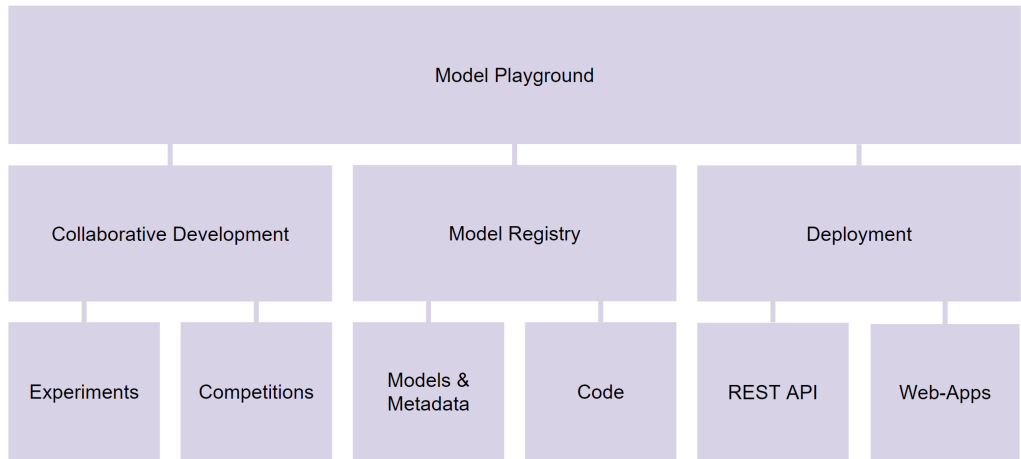 Model Playground
Collaborative Development
Model Registry
Deployment
Experiments
Competitions
Models &
Metadata
Code
REST API
Web-Apps